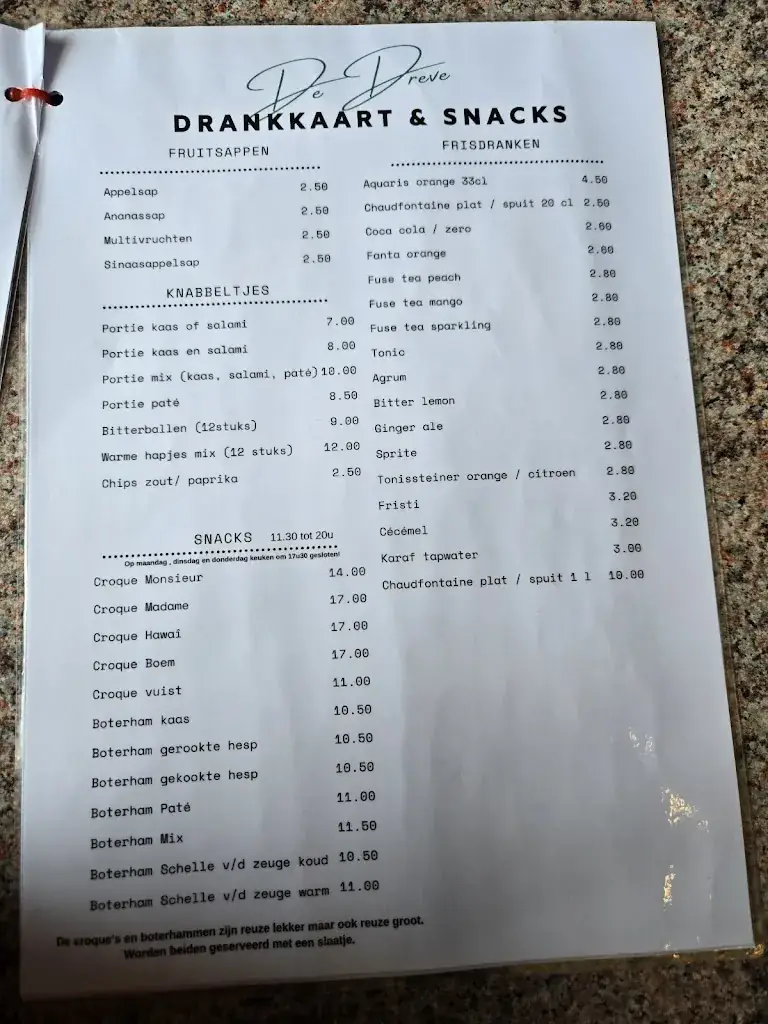 De Dreve
DRANKKAART & SNACKS
FRUITSAPPEN
Appelsap 2.50
Ananassap 2.50
Multivruchten 2.50
Sinaasappelsap 2.50
KNABBELTJES
Portie kaas of salami 7.00
Portie kaas en salami 8.00
Portie mix (kaas, salami, paté) 10.00
Portie paté 8.50
Bitterballen (12stuks) 9.00
Warme hapjes mix (12 stuks) 12.00
Chips zout/ paprika 2.50
SNACKS 11.30 tot 20u
Op maandag , dinsdag en donderdag keuken om 17u30 gesloten!
Croque Monsieur 14.00
Croque Madame 17.00
Croque Hawaï 17.00
Croque Boem 17.00
Croque vuist 11.00
Boterham kaas 10.50
Boterham gerookte hesp 10.50
Boterham gekookte hesp 10.50
Boterham Paté 11.00
Boterham Mix 11.50
Boterham Schelle v/d zeuge koud 10.50
Boterham Schelle v/d zeuge warm 11.00
De croque's en boterhammen zijn reuze lekker maar ook reuze groot.
Worden beiden geserveerd met een slaatje.
FRISDRANKEN
Aquaris orange 33cl 4.50
Chaudfontaine plat / spuit 20 cl 2.50
Coca cola / zero 2.60
Fanta orange 2.60
Fuse tea peach 2.80
Fuse tea mango 2.80
Fuse tea sparkling 2.80
Tonic 2.80
Agrum 2.80
Bitter lemon 2.80
Ginger ale 2.80
Sprite 2.80
Tonissteiner orange / citroen 2.80
Fristi 3.20
Cécémel 3.20
Karaf tapwater 3.00
Chaudfontaine plat / spuit 1 l 10.00